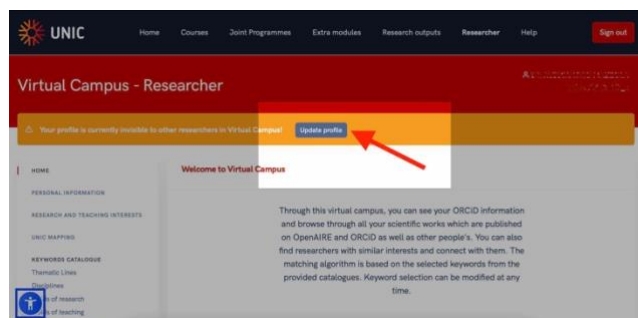 UNIC
Home Courses Joint Programmes Extra modules Research outputs Researcher Help Sign out
Virtual Campus - Researcher
Your profile is currently invisible to other researchers in Virtual Campus! Update profile
HOME
PERSONAL INFORMATION
RESEARCH AND TEACHING INTERESTS
UNIC MAPPING
KEYWORDS CATALOGUE
Thematic Lines
Disciplines
of research
of teaching
Welcome to Virtual Campus
Through this virtual campus, you can see your ORCiD information
and browse through all your scientific works which are published
on OpenAIRE and ORCiD as well as other people's. You can also
find researchers with similar interests and connect with them. The
matching algorithm is based on the selected keywords from the
provided catalogues. Keyword selection can be modified at any
time.